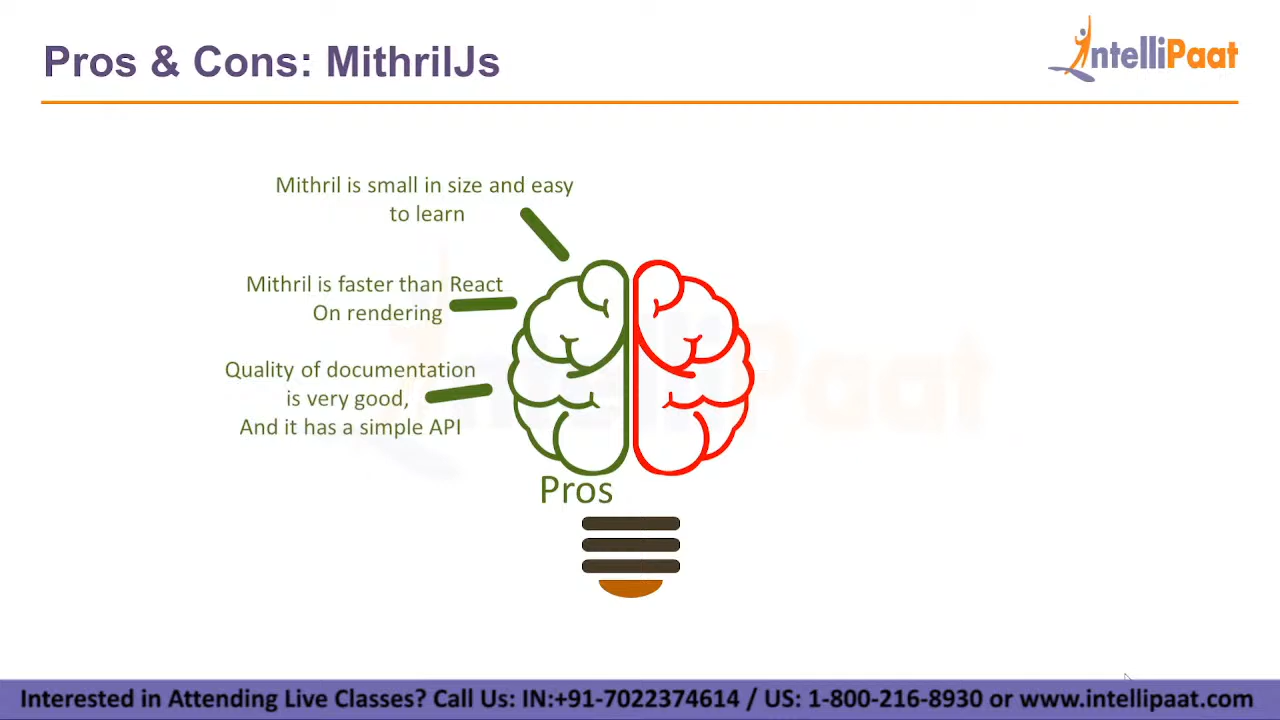 Pros & Cons: MithrilJs
IntelliPaat
Mithril is small in size and easy
to learn
Mithril is faster than React
On rendering
Quality of documentation
is very good,
And it has a simple API
IntelliPaat
Pros
Interested in Attending Live Classes? Call Us: IN:+91-7022374614 / US: 1-800-216-8930 or www.intellipaat.com